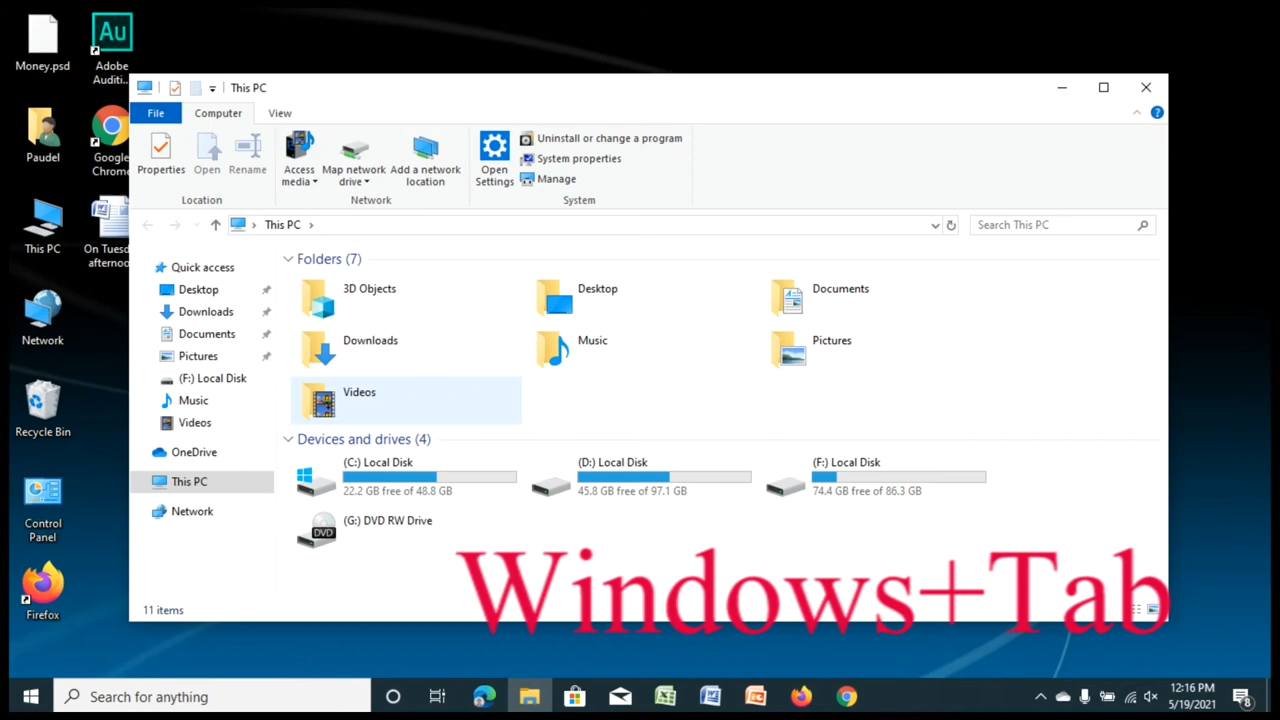 Money.psd
Adobe
Auditi...
Paudel
Google
Chrome
This PC
On Tuesd
afternoo
Network
Recycle Bin
Control
Panel
Firefox
This PC
File
Computer
View
Properties
Open
Rename
Location
Access
media
Map network
drive
Add a network
location
Network
Open
Settings
Uninstall or change a program
System properties
Manage
System
This PC
Search This PC
Quick access
Desktop
Downloads
Documents
Pictures
(F:) Local Disk
Music
Videos
OneDrive
This PC
Network
Folders (7)
3D Objects
Desktop
Documents
Downloads
Music
Pictures
Videos
Devices and drives (4)
(C:) Local Disk
22.2 GB free of 48.8 GB
(D:) Local Disk
45.8 GB free of 97.1 GB
(F:) Local Disk
74.4 GB free of 86.3 GB
DVD
(G:) DVD RW Drive
11 items
Windows+Tab
Search for anything
12:16 PM
5/19/2021
8